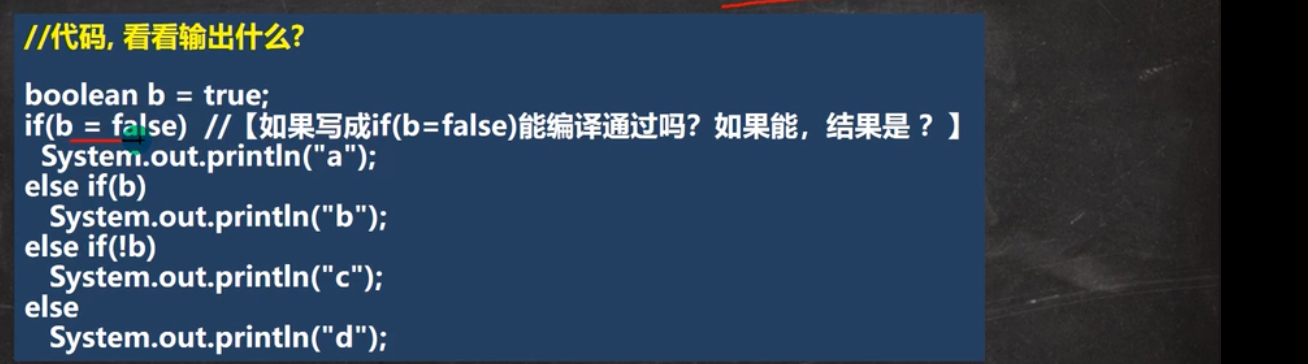 //代码, 看看输出什么?
boolean b = true;
if(b = false) //【如果写成if(b=false)能编译通过吗？如果能，结果是？】
System.out.println("a");
else if(b)
System.out.println("b");
else if(!b)
System.out.println("c");
else
System.out.println("d");